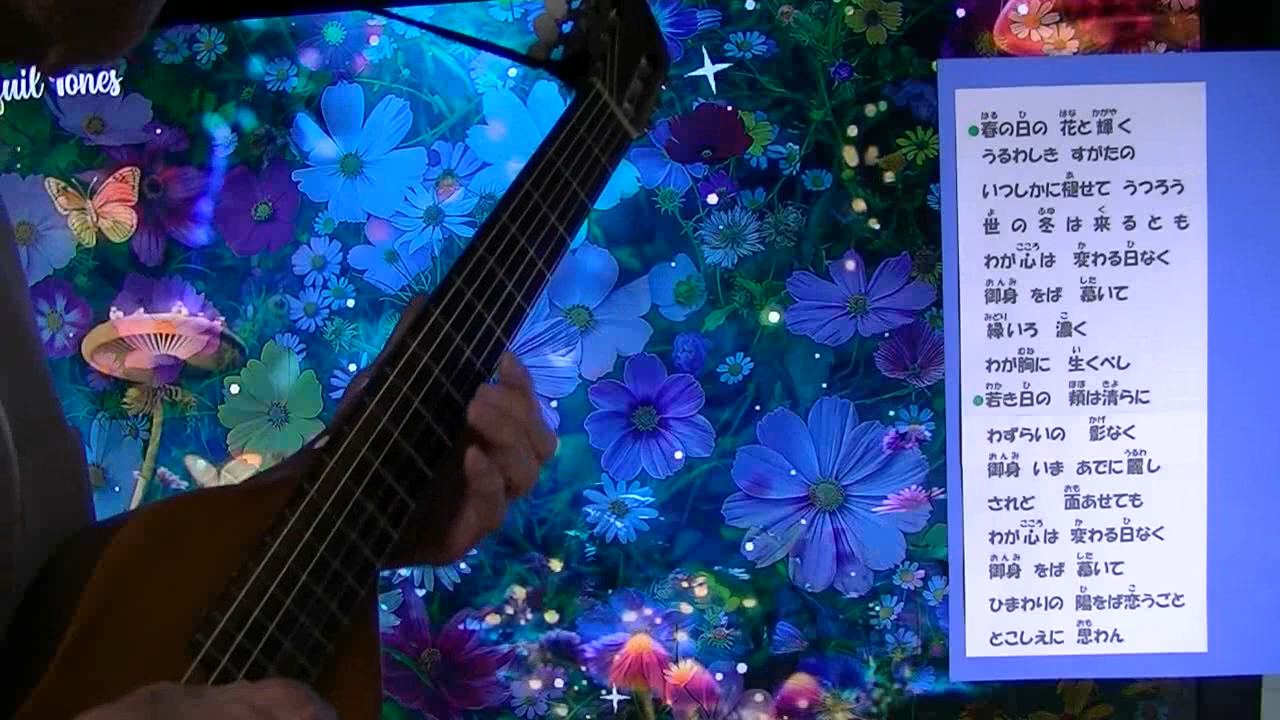 uil Tones
●春の日の 花と輝く
うるわしき すがたの
いつしかに褪せて うつろう
世の冬は来るとも
わが心は 変わる日なく
御身をば 慕いて
緑いろ 濃く
わが胸に 生くべし
●若き日の 頬は清らに
わずらいの 影なく
御身 いま あでに麗し
されど 面あせても
わが心は 変わる日なく
御身をば 慕いて
ひまわりの 陽をば恋うごと
とこしえに 思わん